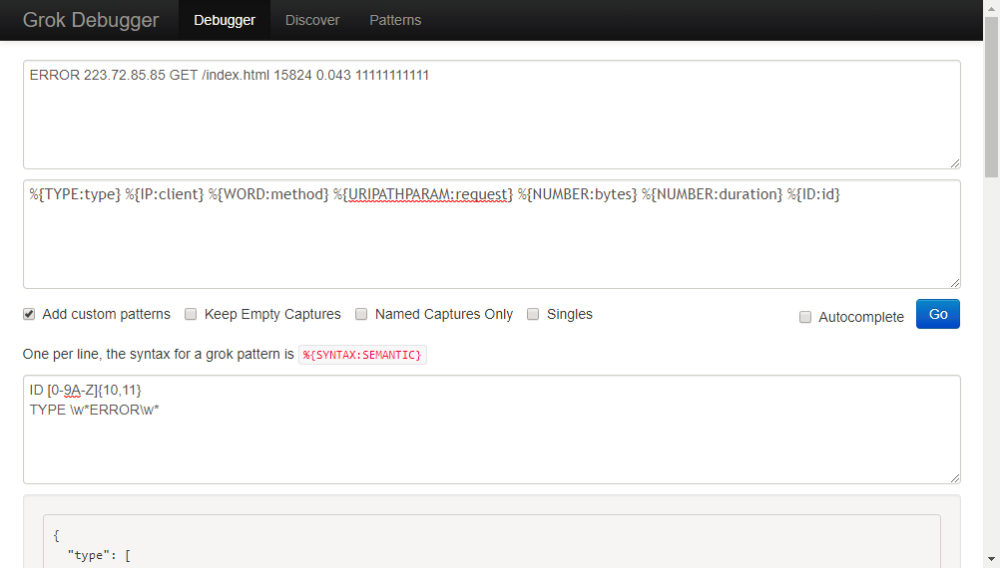 Grok Debugger Debugger Discover Patterns
ERROR 223.72.85.85 GET /index.html 15824 0.043 11111111111
%{TYPE:type} %{IP:client} %{WORD:method} %{URIPATHPARAM:request} %{NUMBER:bytes} %{NUMBER:duration} %{ID:id}
Add custom patterns Keep Empty Captures Named Captures Only Singles Autocomplete Go
One per line, the syntax for a grok pattern is %{SYNTAX:SEMANTIC}
ID [0-9A-Z]{10,11}
TYPE \w*ERROR\w*
{
"type": [